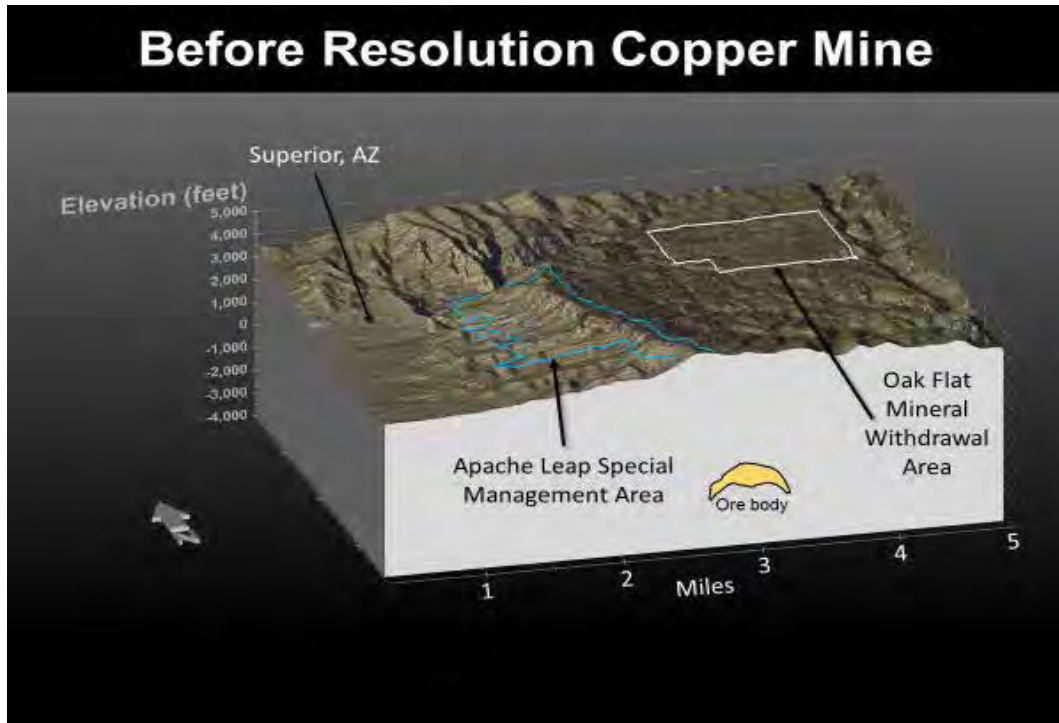 Before Resolution Copper Mine
Superior, AZ
Elevation (feet)
5,000
4,000
3,000
2,000
1,000
0
-1,000
-2,000
-3,000
-4,000
Oak Flat
Mineral
Withdrawal
Area
Apache Leap Special
Management Area
Ore body
1
2
3
4
5
Miles